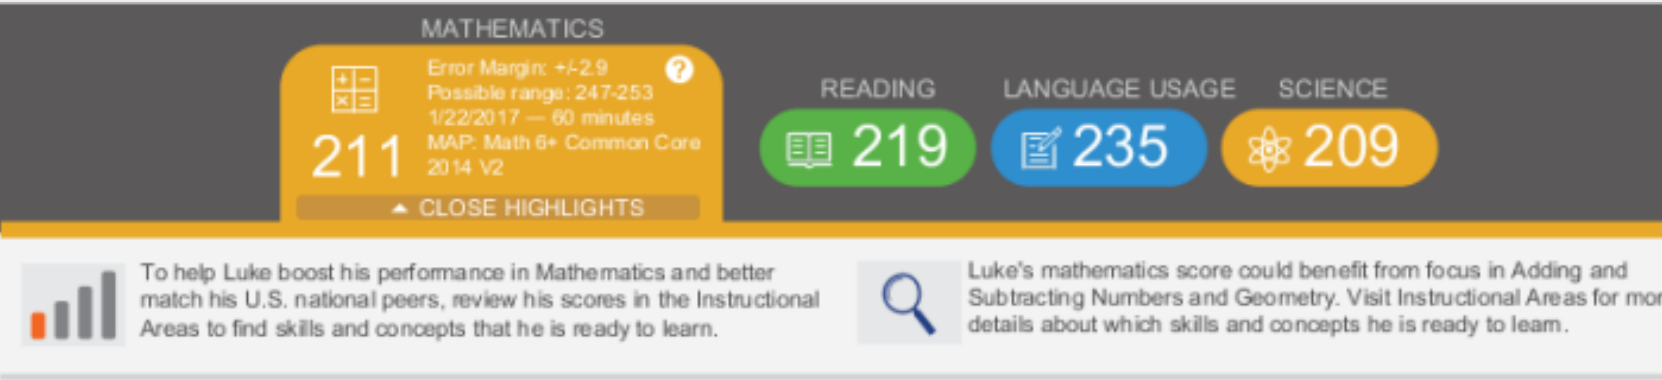 MATHEMATICS
Error Margin: +/-2.9
Possible range: 247-253
1/22/2017 — 60 minutes
MAP: Math 6+ Common Core
2014 V2
211
CLOSE HIGHLIGHTS
READING
219
LANGUAGE USAGE
235
SCIENCE
209
To help Luke boost his performance in Mathematics and better
match his U.S. national peers, review his scores in the Instructional
Areas to find skills and concepts that he is ready to learn.
Luke's mathematics score could benefit from focus in Adding and
Subtracting Numbers and Geometry. Visit Instructional Areas for mor
details about which skills and concepts he is ready to learn.